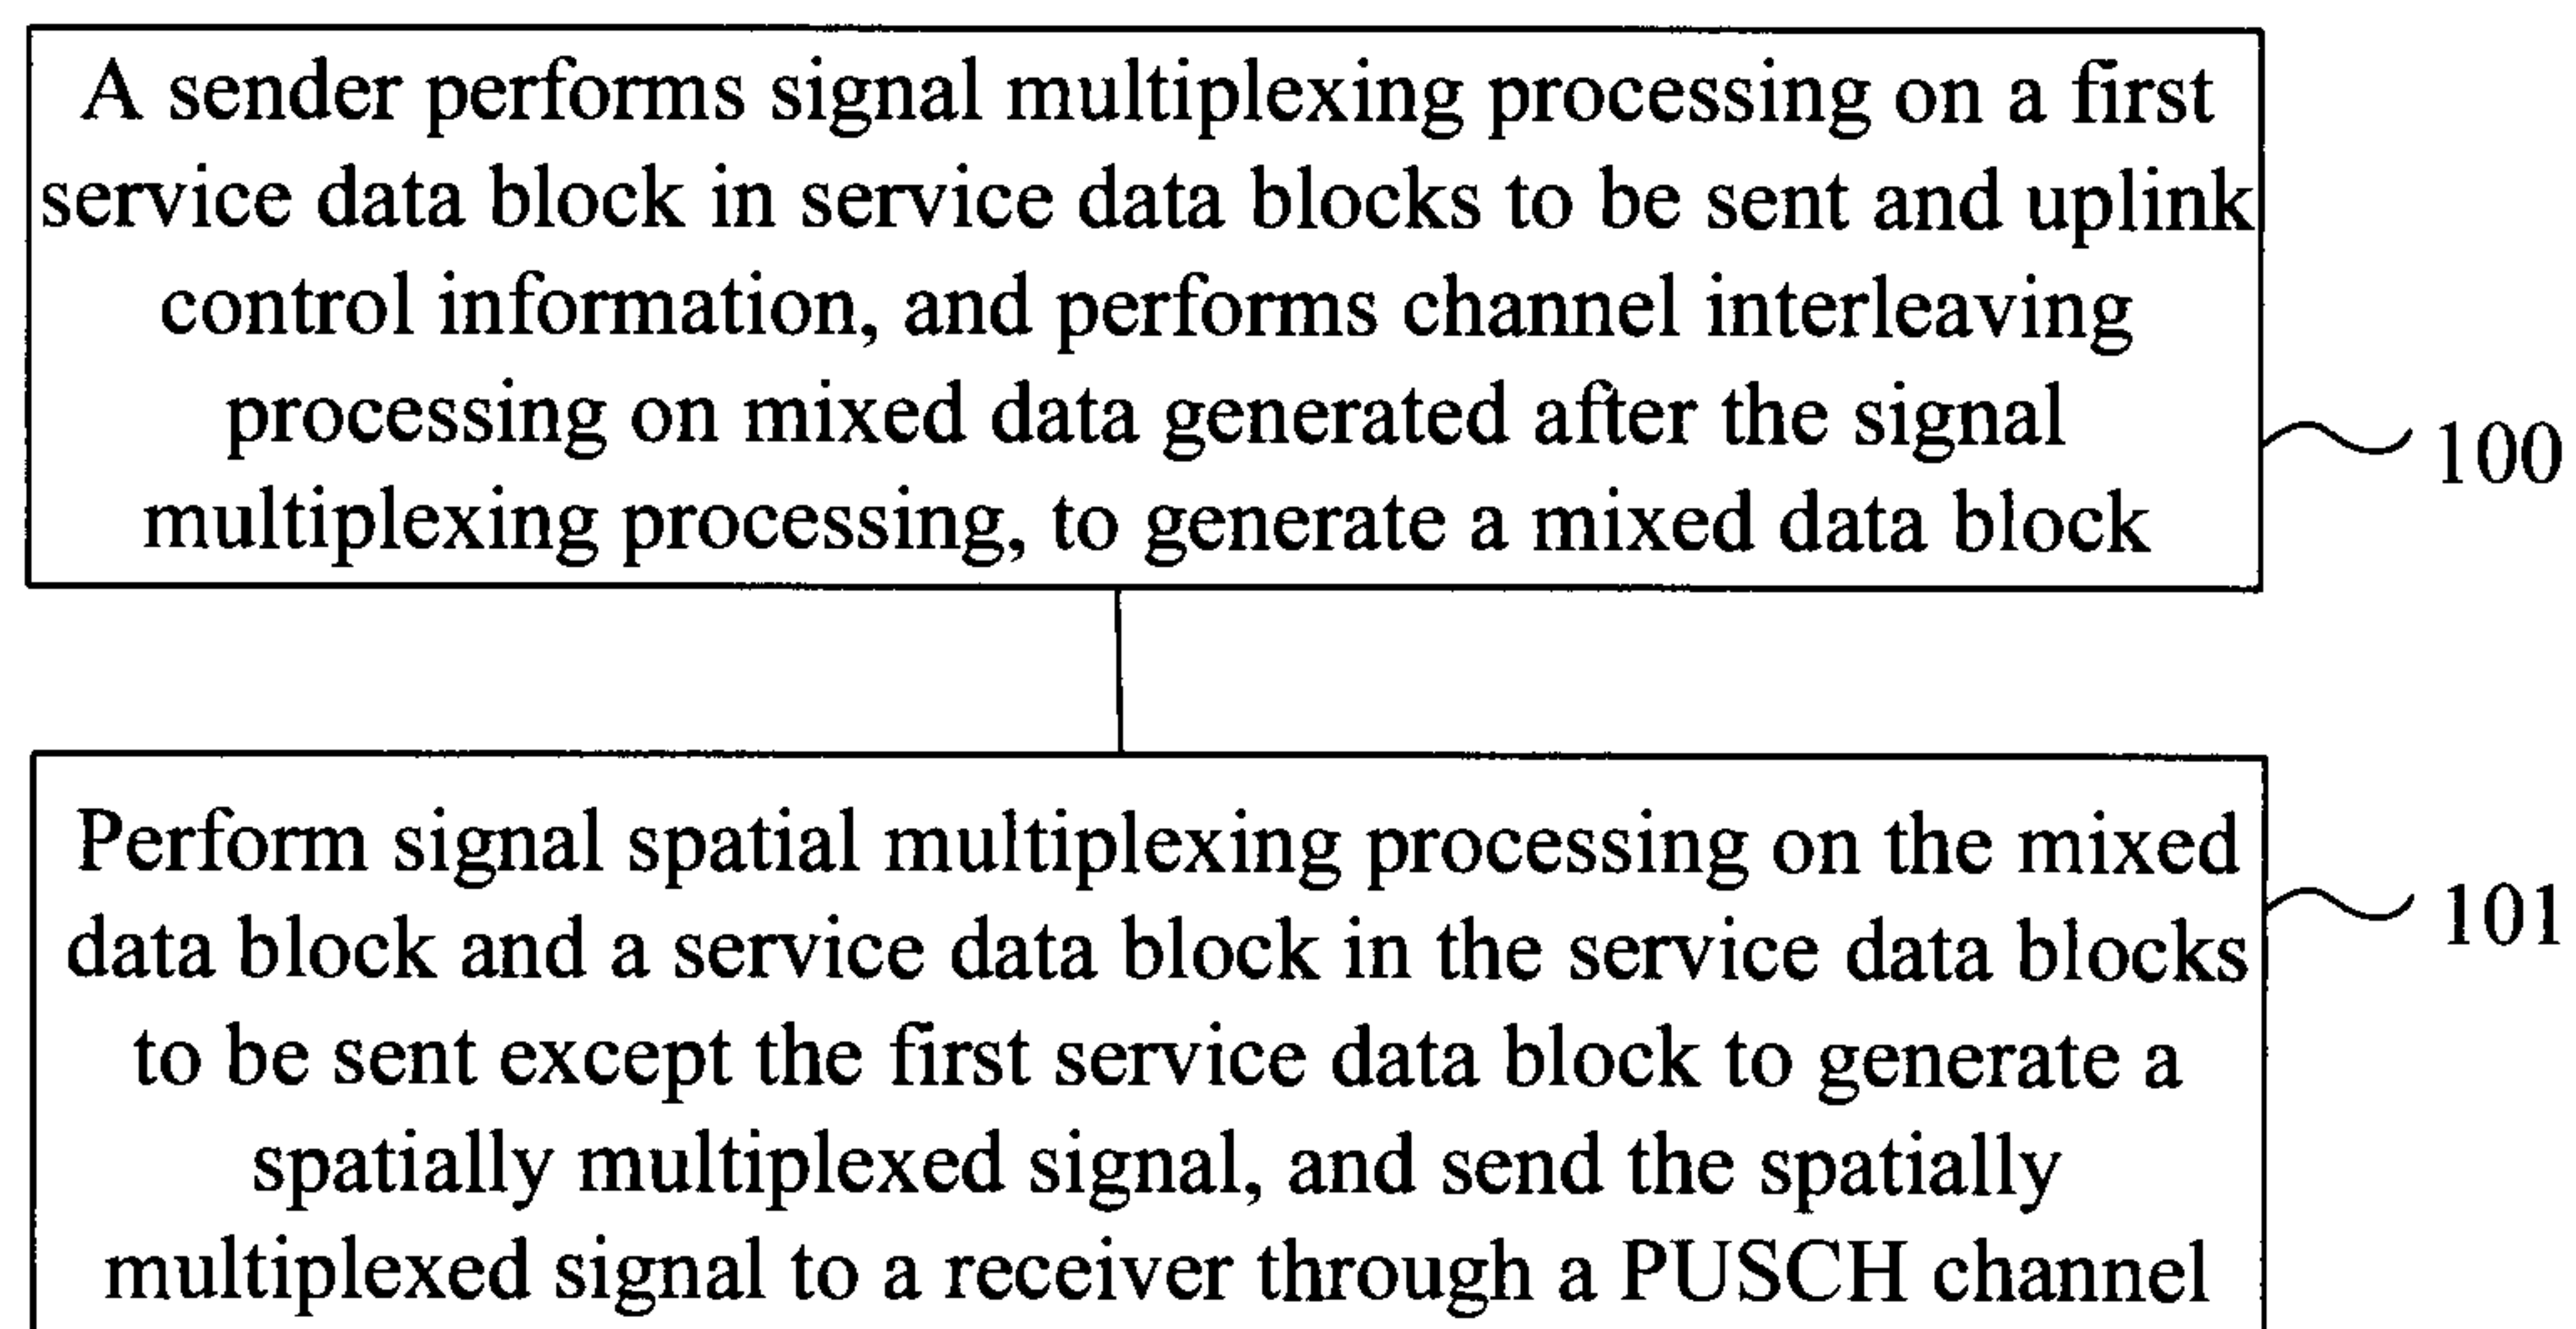 A sender performs signal multiplexing processing on a first
service data block in service data blocks to be sent and uplink
control information, and performs channel interleaving
processing on mixed data generated after the signal
multiplexing processing, to generate a mixed data block
100
Perform signal spatial multiplexing processing on the mixed
data block and a service data block in the service data blocks
to be sent except the first service data block to generate a
spatially multiplexed signal, and send the spatially
multiplexed signal to a receiver through a PUSCH channel
101